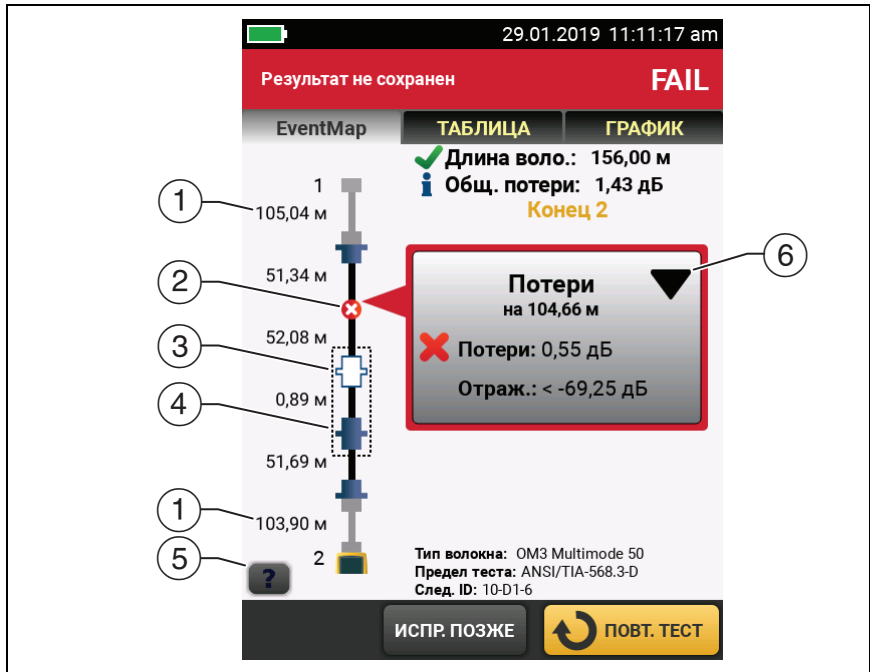 29.01.2019 11:11:17 am
Результат не сохранен FAIL
EventMap ТАБЛИЦА ГРАФИК
Длина воло.: 156,00 м
Общ. потери: 1,43 дБ
Конец 2
1
1
105,04 м
51,34 м
2
52,08 м
3
0,89 м
4
51,69 м
1
103,90 м
5
?
2
6
Потери
на 104,66 м
Потери: 0,55 дБ
Отраж.: < -69,25 дБ
Тип волокна: OM3 Multimode 50
Предел теста: ANSI/TIA-568.3-D
След. ID: 10-D1-6
ИСПР. ПОЗЖЕ ПОВТ. ТЕСТ